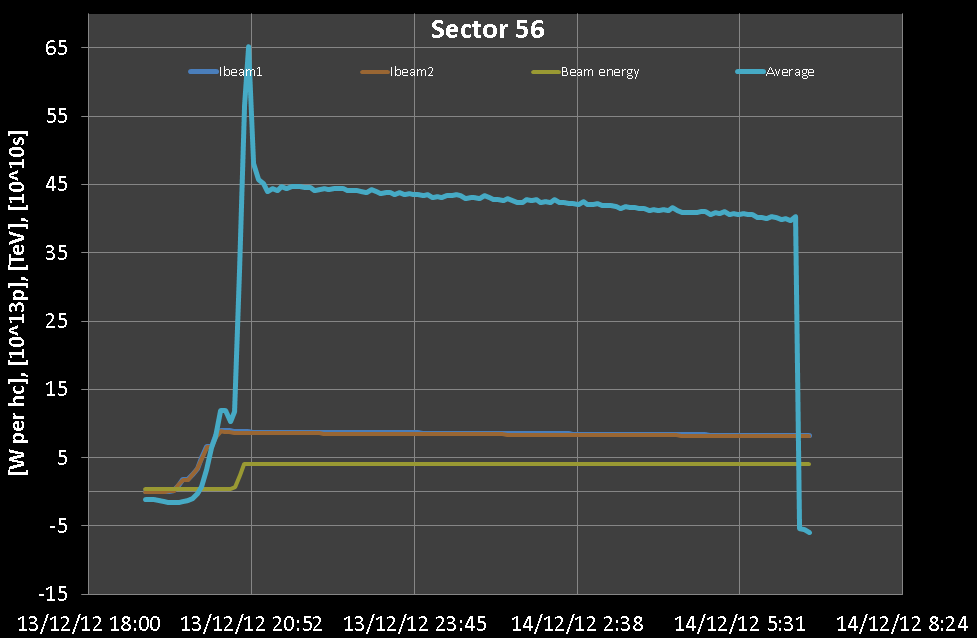 Sector 56
Ibeam1 Ibeam2 Beam energy Average
[W per hc], [10^13p], [TeV], [10^10s]
65
55
45
35
25
15
5
-5
-15
13/12/12 18:00 13/12/12 20:52 13/12/12 23:45 14/12/12 2:38 14/12/12 5:31 14/12/12 8:24